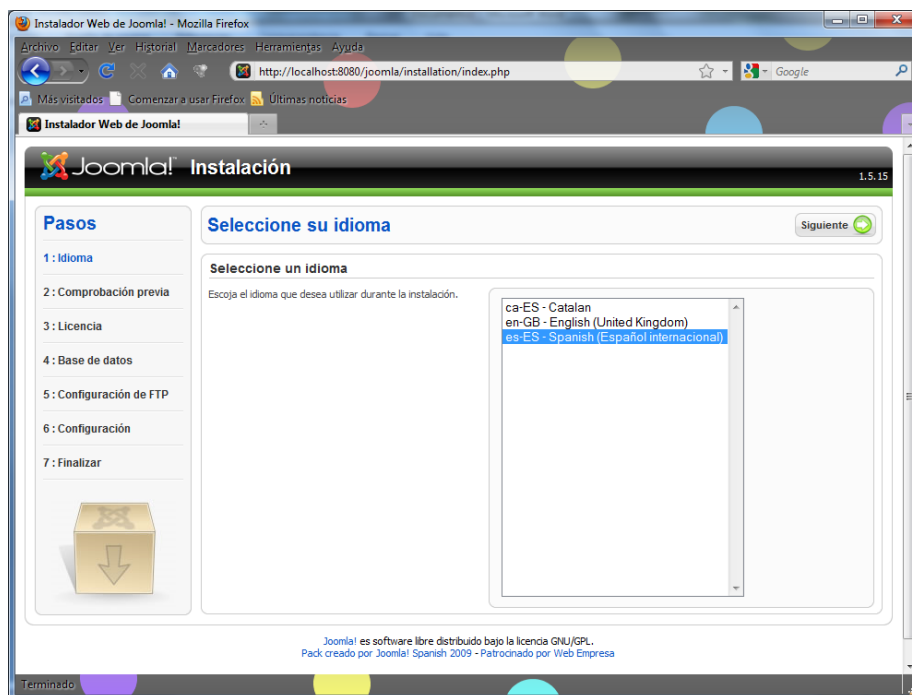 Instalador Web de Joomla! - Mozilla Firefox
Archivo Editar Ver Historial Marcadores Herramientas Ayuda
http://localhost:8080/joomla/installation/index.php
Google
Más visitados Comenzar a usar Firefox Últimas noticias
Instalador Web de Joomla!
Joomla!™ Instalación
1.5.15
Pasos
1 : Idioma
2 : Comprobación previa
3 : Licencia
4 : Base de datos
5 : Configuración de FTP
6 : Configuración
7 : Finalizar
Seleccione su idioma
Siguiente
Seleccione un idioma
Escoja el idioma que desea utilizar durante la instalación.
ca-ES - Catalan
en-GB - English (United Kingdom)
es-ES - Spanish (Español internacional)
Joomla! es software libre distribuido bajo la licencia GNU/GPL.
Pack creado por Joomla! Spanish 2009 - Patrocinado por Web Empresa
Terminado